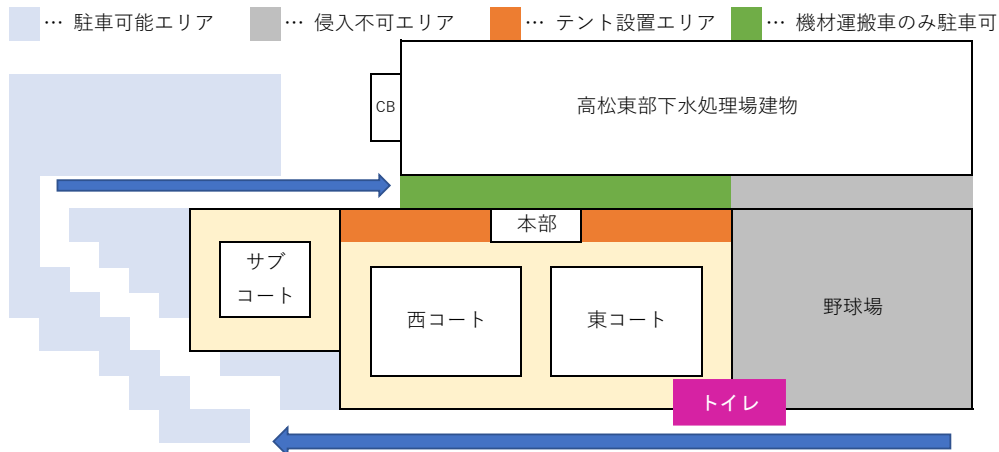 … 駐車可能エリア
… 侵入不可エリア
… テント設置エリア
… 機材運搬車のみ駐車可
CB
高松東部下水処理場建物
本部
サブ
コート
西コート
東コート
野球場
トイレ